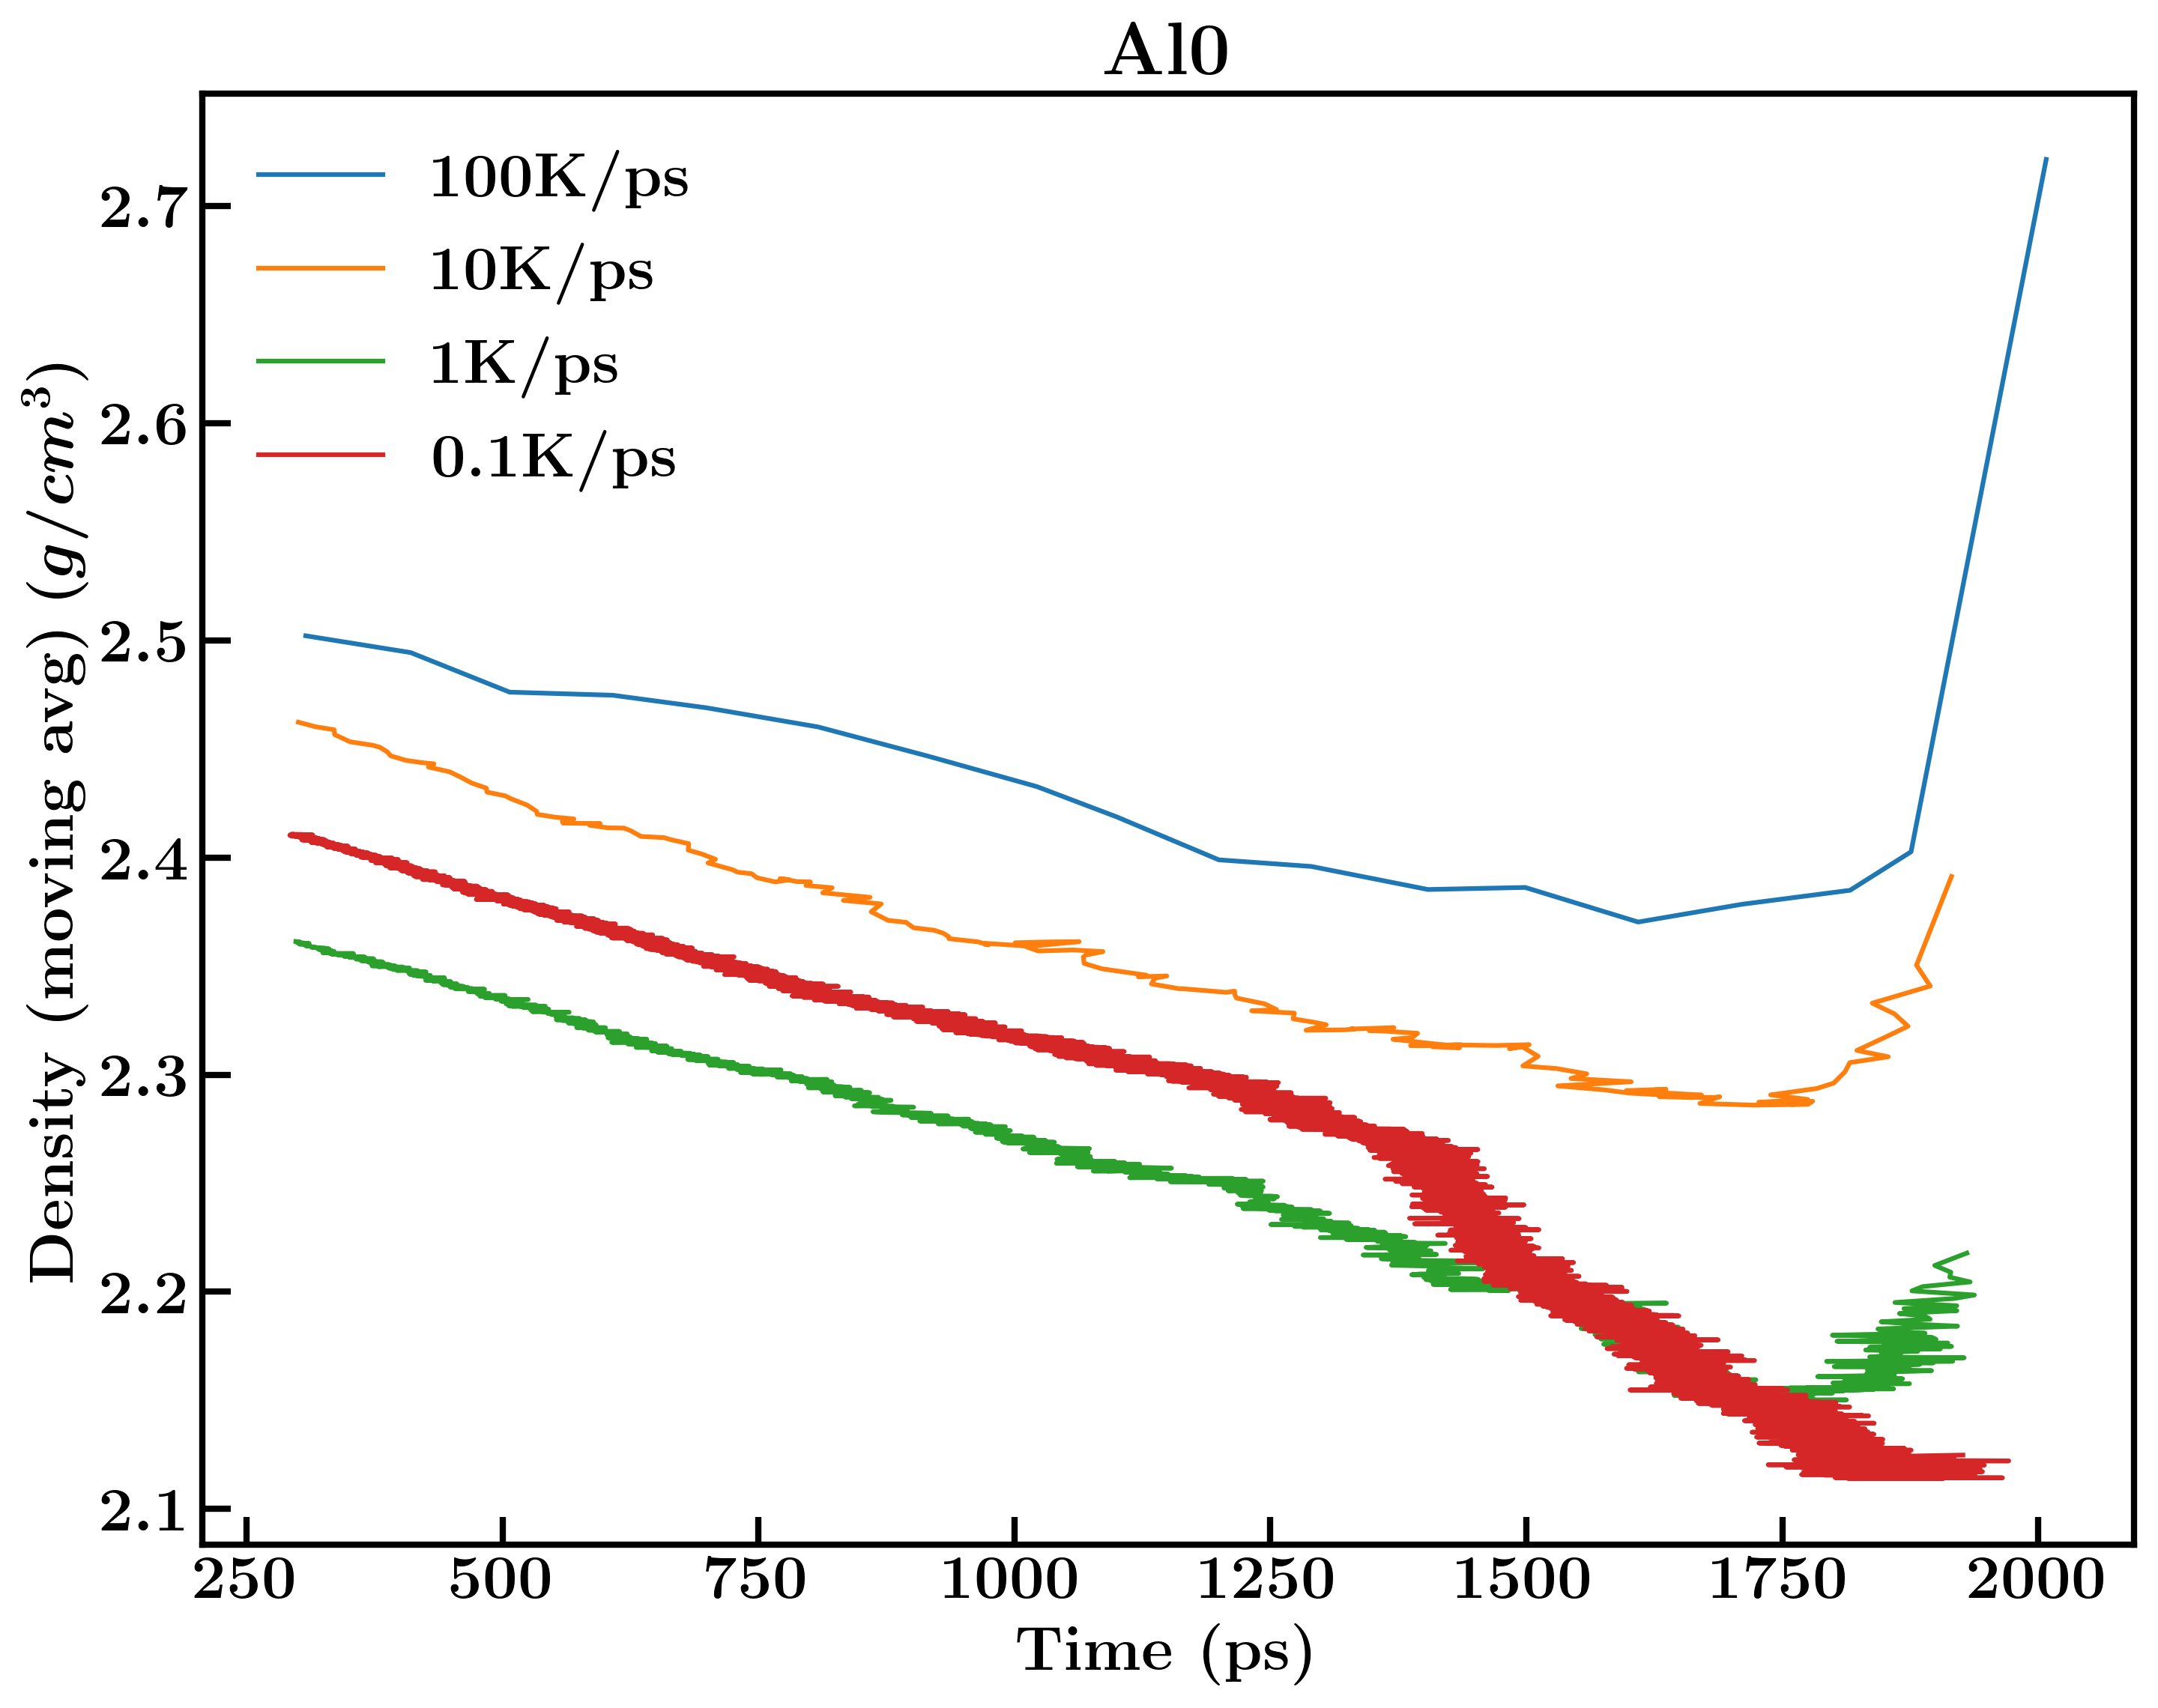 Al0
100K/ps
10K/ps
1K/ps
0.1K/ps
Density (moving avg) (g/cm³)
2.7
2.6
2.5
2.4
2.3
2.2
2.1
250 500 750 1000 1250 1500 1750 2000
Time (ps)